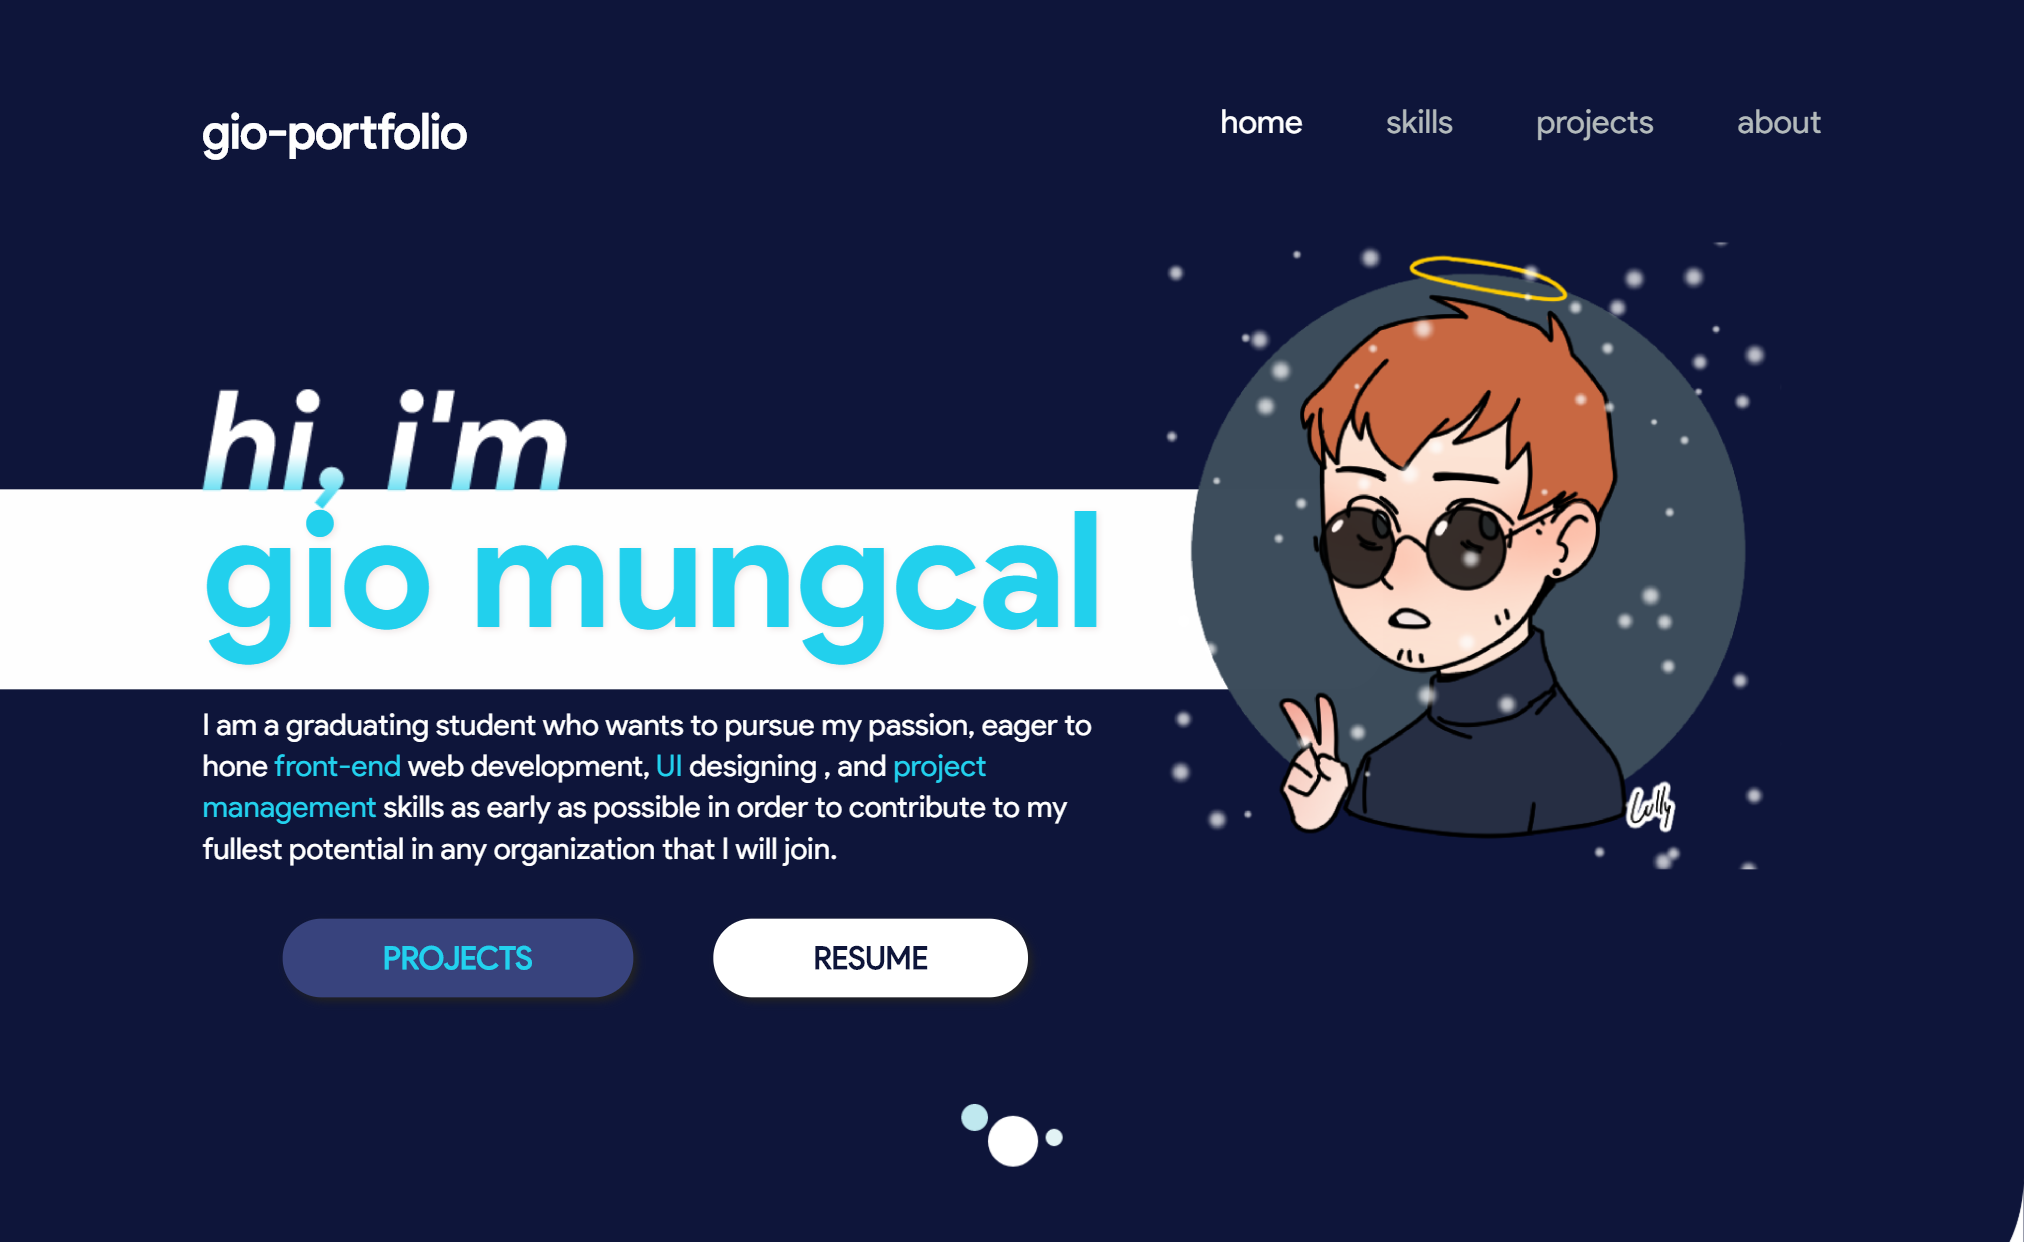 gio-portfolio
home skills projects about
hi, i'm
gio mungcal
I am a graduating student who wants to pursue my passion, eager to
hone front-end web development, UI designing , and project
management skills as early as possible in order to contribute to my
fullest potential in any organization that I will join.
PROJECTS RESUME